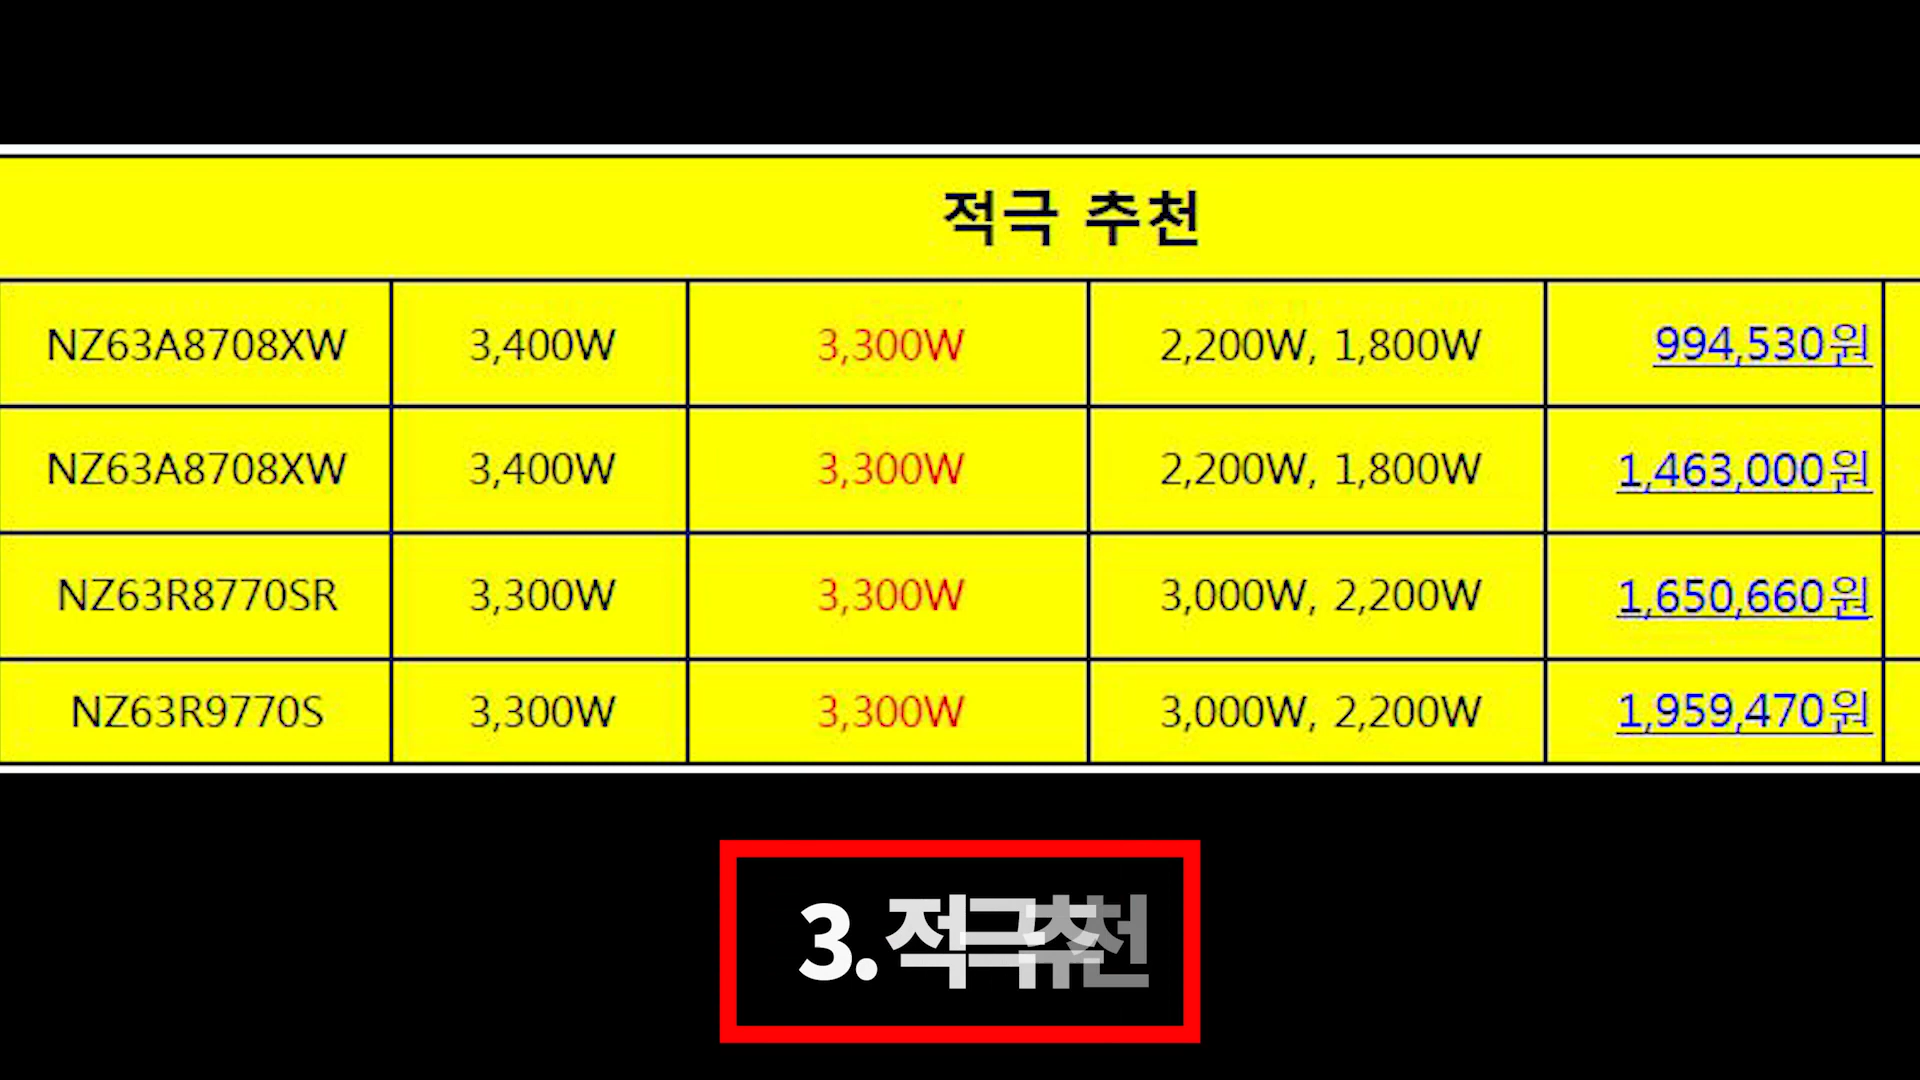 적극 추천
NZ63A8708XW 3,400W 3,300W 2,200W, 1,800W 994,530원
NZ63A8708XW 3,400W 3,300W 2,200W, 1,800W 1,463,000원
NZ63R8770SR 3,300W 3,300W 3,000W, 2,200W 1,650,660원
NZ63R9770S 3,300W 3,300W 3,000W, 2,200W 1,959,470원
3. 적극추천